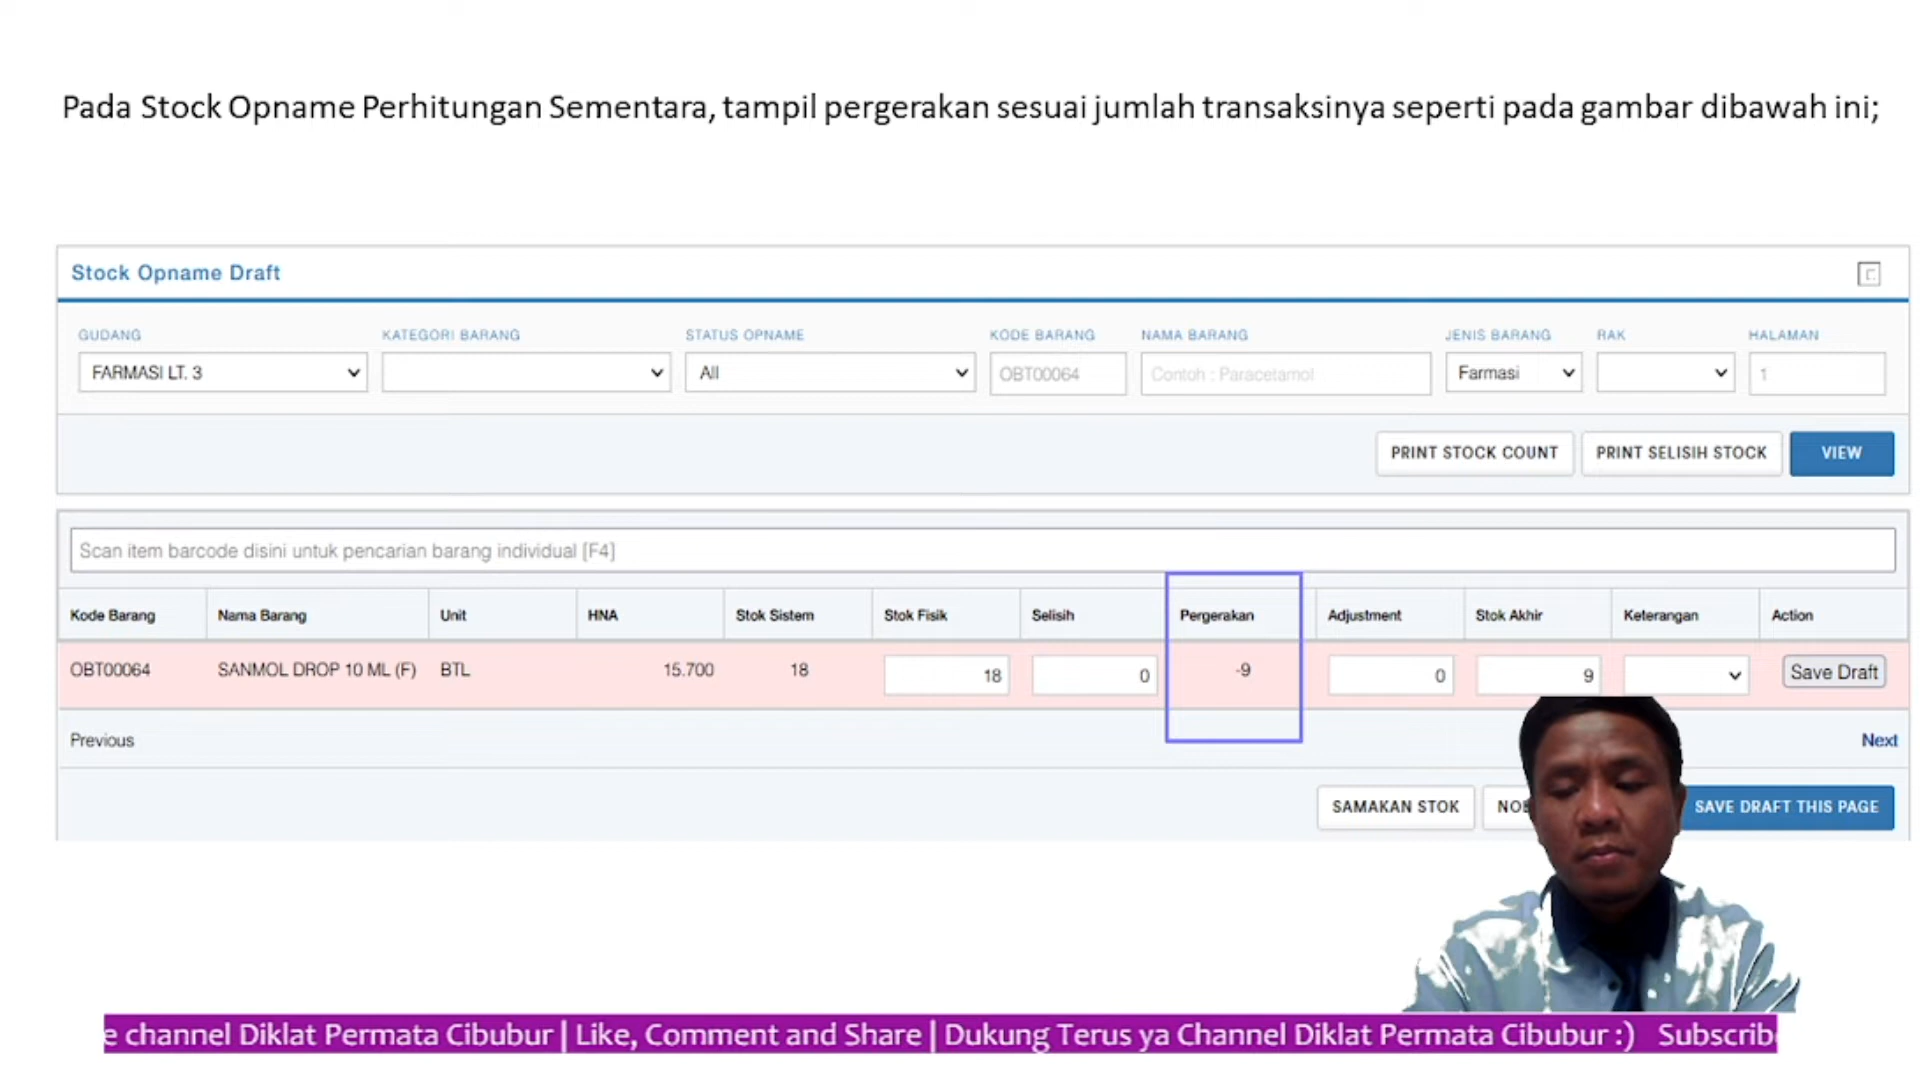 Pada Stock Opname Perhitungan Sementara, tampil pergerakan sesuai jumlah transaksinya seperti pada gambar dibawah ini;
Stock Opname Draft
GUDANG KATEGORI BARANG STATUS OPNAME KODE BARANG NAMA BARANG JENIS BARANG RAK HALAMAN
FARMASI LT. 3 All OBT00064 Contoh : Paracetamol Farmasi 1
PRINT STOCK COUNT PRINT SELISIH STOCK VIEW
Scan item barcode disini untuk pencarian barang individual [F4]
Kode Barang Nama Barang Unit HNA Stok Sistem Stok Fisik Selisih Pergerakan Adjustment Stok Akhir Keterangan Action
OBT00064 SANMOL DROP 10 ML (F) BTL 15.700 18 18 0 -9 0 9 Save Draft
Previous Next
SAMAKAN STOK SAVE DRAFT THIS PAGE
channel Diklat Permata Cibubur | Like, Comment and Share | Dukung Terus ya Channel Diklat Permata Cibubur :) Subscrib